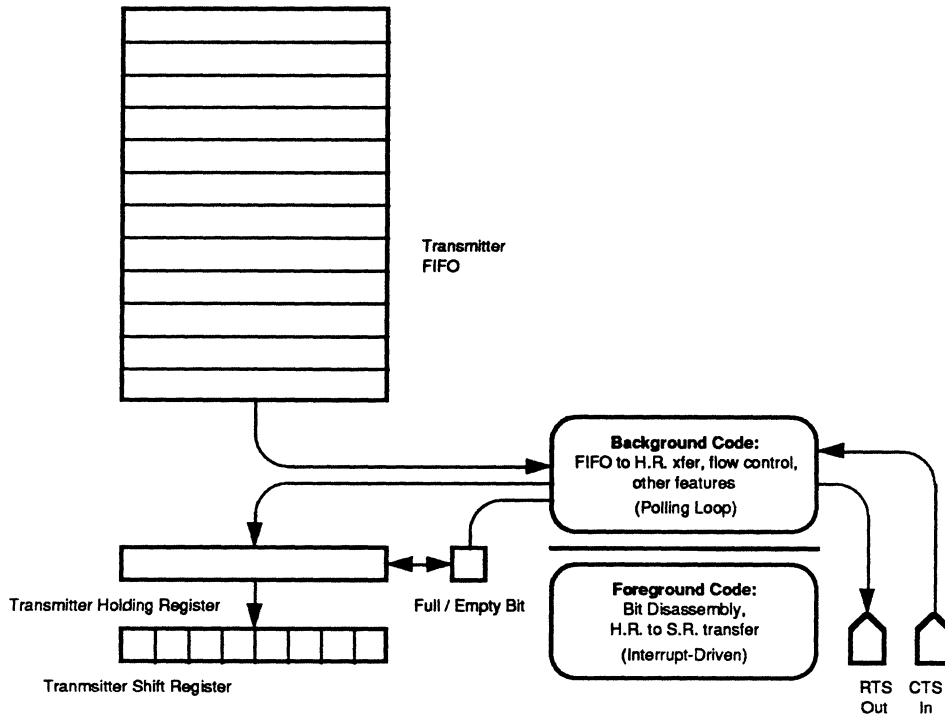 Transmitter
FIFO
Background Code:
FIFO to H.R. xfer, flow control,
other features
(Polling Loop)
Transmitter Holding Register
Full / Empty Bit
Foreground Code:
Bit Disassembly,
H.R. to S.R. transfer
(Interrupt-Driven)
Tranmsitter Shift Register
RTS
Out
CTS
In